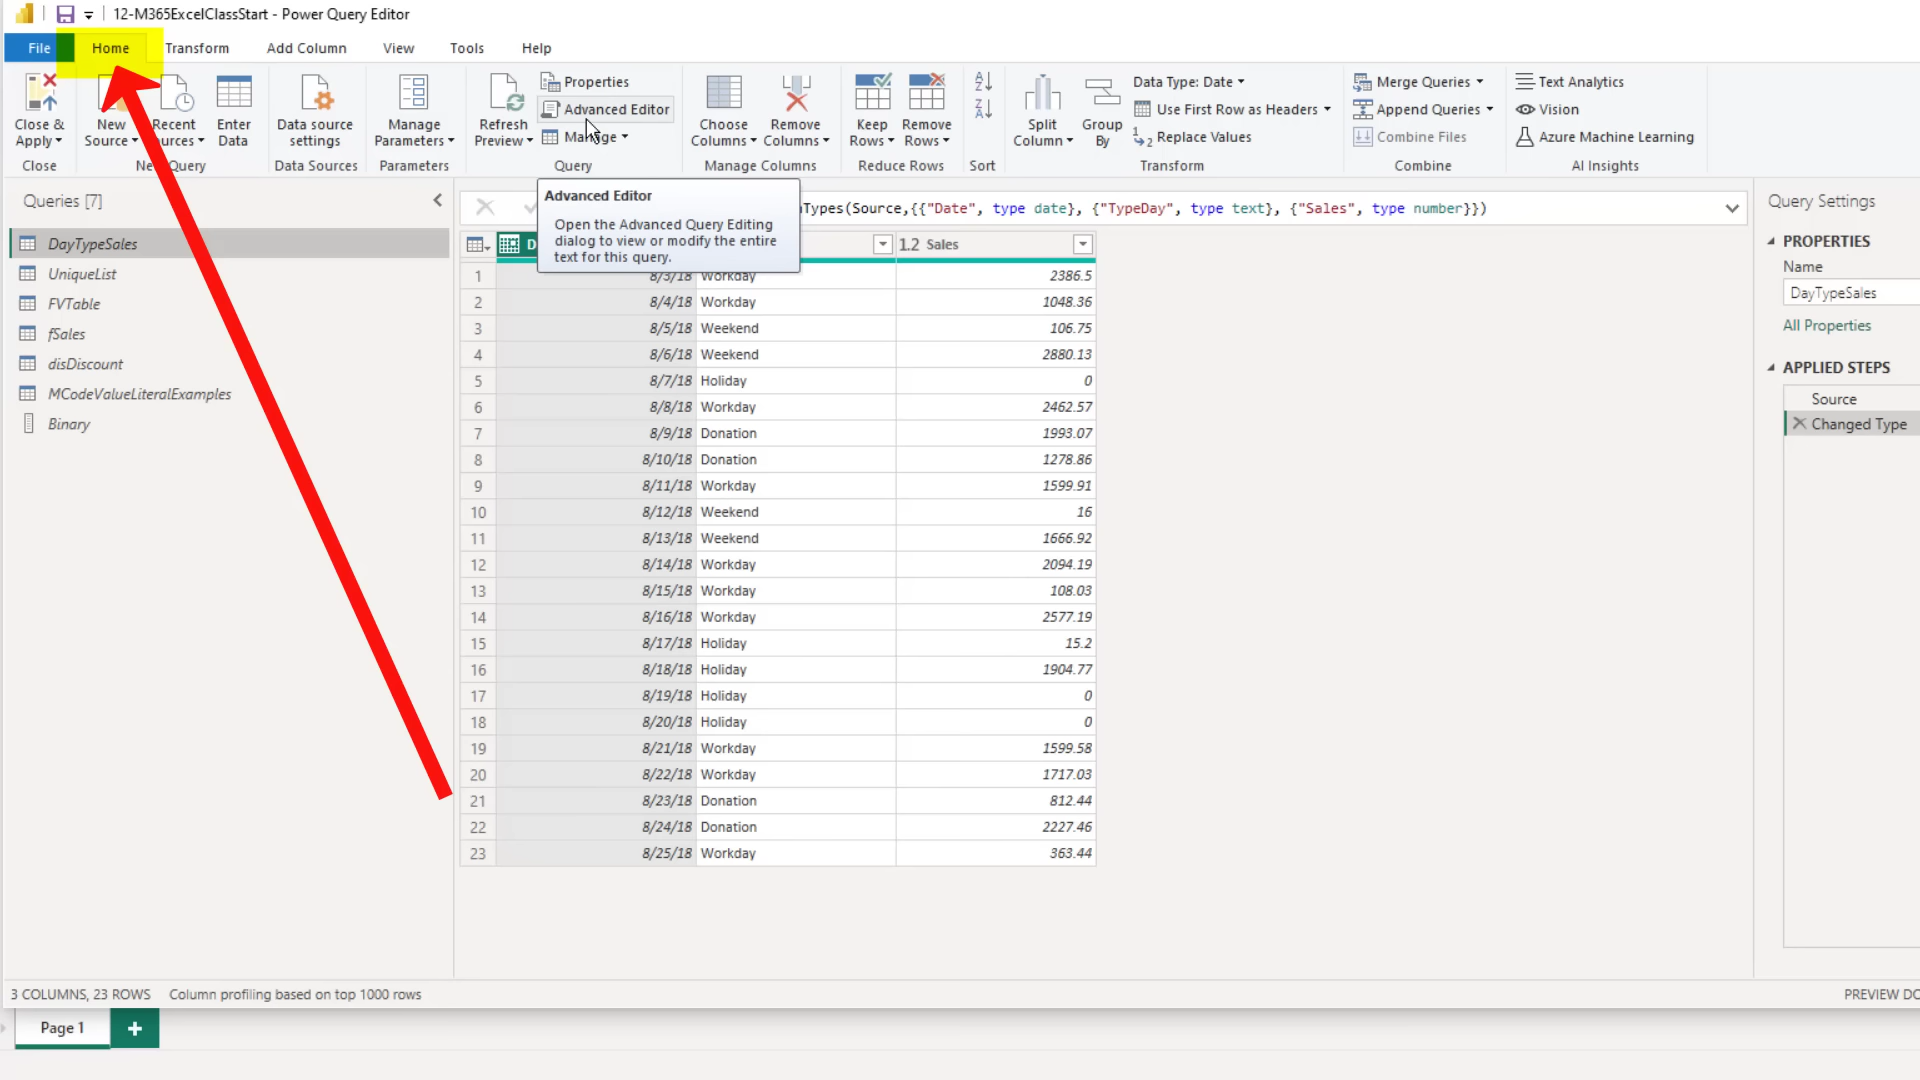 12-M365ExcelClassStart - Power Query Editor
File Home Transform Add Column View Tools Help
Close & Apply
Close
New Source
Recent
Enter Data
Query
Data source settings
Data Sources
Manage Parameters
Parameters
Refresh Preview
Properties
Advanced Editor
Manage
Query
Choose Columns
Remove Columns
Manage Columns
Keep Rows
Remove Rows
Reduce Rows
Sort
Split Column
Group By
Data Type: Date
Use First Row as Headers
Replace Values
Transform
Merge Queries
Append Queries
Combine Files
Combine
Text Analytics
Vision
Azure Machine Learning
AI Insights
Queries [7]
DayTypeSales
UniqueList
FVTable
fSales
disDiscount
MCodeValueLiteralExamples
Binary
Advanced Editor
Open the Advanced Query Editing
dialog to view or modify the entire
text for this query.
Types(Source,{{"Date", type date}, {"TypeDay", type text}, {"Sales", type number}})
1.2 Sales
1 8/3/18 Workday 2386.5
2 8/4/18 Workday 1048.36
3 8/5/18 Weekend 106.75
4 8/6/18 Weekend 2880.13
5 8/7/18 Holiday 0
6 8/8/18 Workday 2462.57
7 8/9/18 Donation 1993.07
8 8/10/18 Donation 1278.86
9 8/11/18 Workday 1599.91
10 8/12/18 Weekend 16
11 8/13/18 Weekend 1666.92
12 8/14/18 Workday 2094.19
13 8/15/18 Workday 108.03
14 8/16/18 Workday 2577.19
15 8/17/18 Holiday 15.2
16 8/18/18 Holiday 1904.77
17 8/19/18 Holiday 0
18 8/20/18 Holiday 0
19 8/21/18 Workday 1599.58
20 8/22/18 Workday 1717.03
21 8/23/18 Donation 812.44
22 8/24/18 Donation 2227.46
23 8/25/18 Workday 363.44
Query Settings
PROPERTIES
Name
DayTypeSales
All Properties
APPLIED STEPS
Source
Changed Type
3 COLUMNS, 23 ROWS Column profiling based on top 1000 rows
PREVIEW DO
Page 1